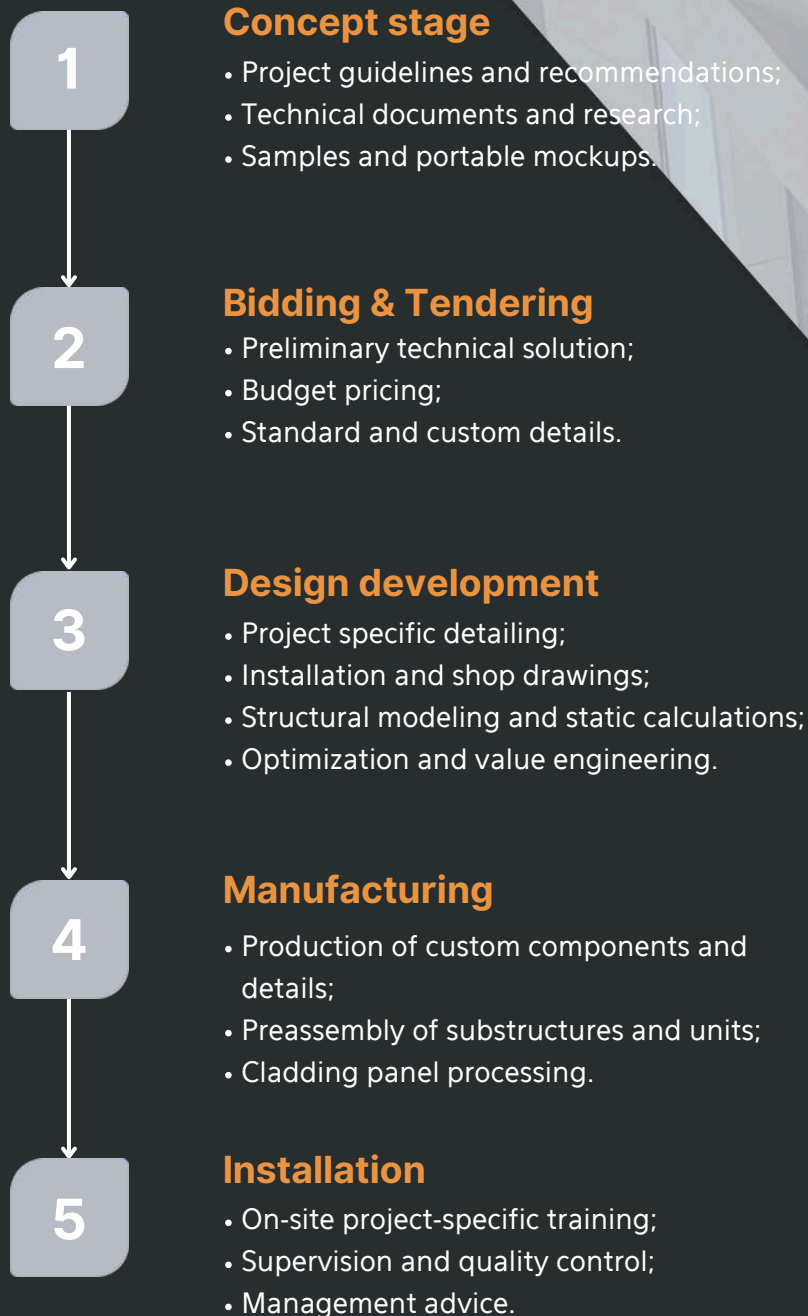 1
Concept stage
• Project guidelines and recommendations;
• Technical documents and research;
• Samples and portable mockups.
2
Bidding & Tendering
• Preliminary technical solution;
• Budget pricing;
• Standard and custom details.
3
Design development
• Project specific detailing;
• Installation and shop drawings;
• Structural modeling and static calculations;
• Optimization and value engineering.
4
Manufacturing
• Production of custom components and
details;
• Preassembly of substructures and units;
• Cladding panel processing.
5
Installation
• On-site project-specific training;
• Supervision and quality control;
• Management advice.